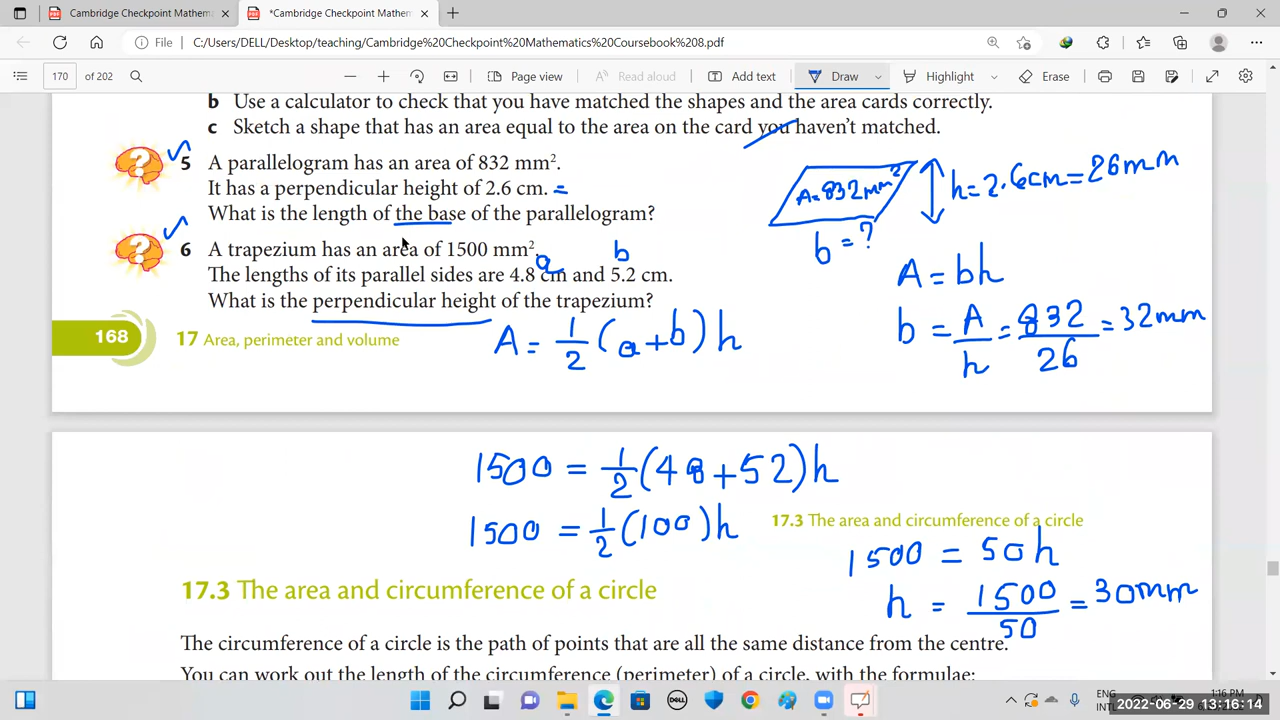 Cambridge Checkpoint Mathem
*Cambridge Checkpoint Mathem
File
C:/Users/DELL/Desktop/teaching/Cambridge%20Checkpoint%20Mathematics%20Coursebook%208.pdf
170 of 202
Page view
Read aloud
Add text
Draw
Highlight
Erase
b Use a calculator to check that you have matched the shapes and the area cards correctly.
c Sketch a shape that has an area equal to the area on the card you haven't matched.
5 A parallelogram has an area of 832 mm².
It has a perpendicular height of 2.6 cm. =
What is the length of the base of the parallelogram?
A=832mm²
h=2.6cm=26mm
b=?
6 A trapezium has an area of 1500 mm².
a b
The lengths of its parallel sides are 4.8 cm and 5.2 cm.
What is the perpendicular height of the trapezium?
A = bh
b = A/h = 832/26 = 32mm
168 17 Area, perimeter and volume
A = 1/2 (a+b)h
1500 = 1/2 (48+52)h
1500 = 1/2 (100)h
17.3 The area and circumference of a circle
1500 = 50h
h = 1500/50 = 30mm
17.3 The area and circumference of a circle
The circumference of a circle is the path of points that are all the same distance from the centre.
You can work out the length of the circumference (perimeter) of a circle, with the formulae:
DELL
ENG
INTL
1:16 PM
2022-06-29 13:16:14